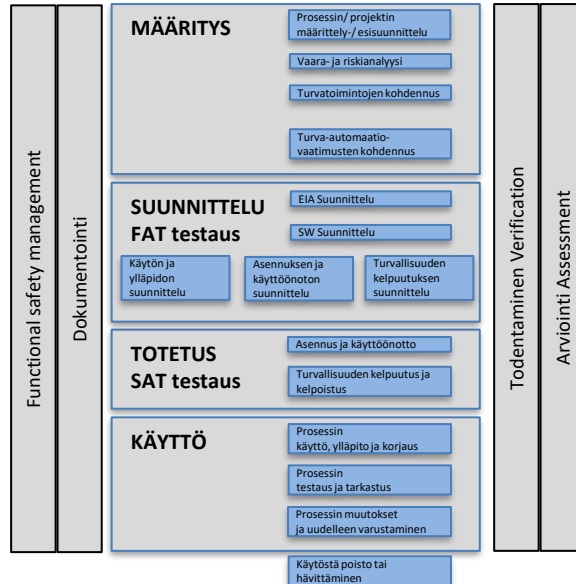 Functional safety management
Dokumentointi
MÄÄRITYS
Prosessin/ projektin
määrittely-/ esisuunnittelu
Vaara- ja riskianalyysi
Turvatoimintojen kohdennus
Turva-automaatio-
vaatimusten kohdennus
SUUNNITTELU
FAT testaus
EIA Suunnittelu
SW Suunnittelu
Käytön ja
ylläpidon
suunnittelu
Asennuksen ja
käyttöönoton
suunnittelu
Turvallisuuden
kelpuutuksen
suunnittelu
TOTETUS
SAT testaus
Asennus ja käyttöönotto
Turvallisuuden kelpuutus ja
kelpoistus
KÄYTTÖ
Prosessin
käyttö, ylläpito ja korjaus
Prosessin
testaus ja tarkastus
Prosessin muutokset
ja uudelleen varustaminen
Käytöstä poisto tai
hävittäminen
Todentaminen Verification
Arviointi Assessment